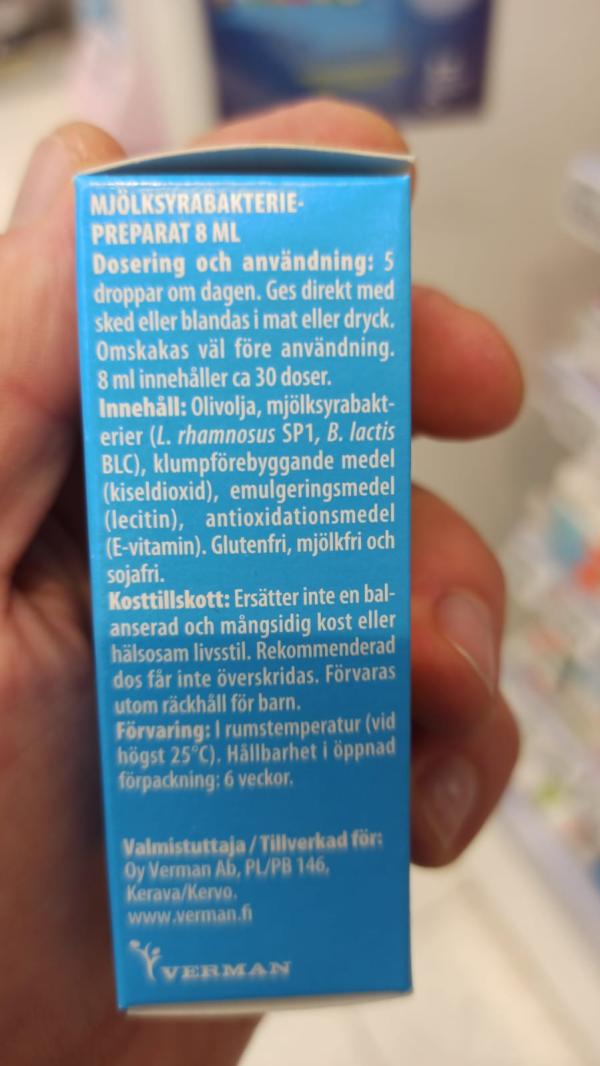 MJÖLKSYRABAKTERIE-
PREPARAT 8 ML
Dosering och användning: 5
droppar om dagen. Ges direkt med
sked eller blandas i mat eller dryck.
Omskakas väl före användning.
8 ml innehåller ca 30 doser.
Innehåll: Olivolja, mjölksyrabakt-
erier (L. rhamnosus SP1, B. lactis
BLC), klumpförebyggande medel
(kiseldioxid), emulgeringsmedel
(lecitin), antioxidationsmedel
(E-vitamin). Glutenfri, mjölkfri och
sojafri.
Kosttillskott: Ersätter inte en bal-
anserad och mångsidig kost eller
hälsosam livsstil. Rekommenderad
dos får inte överskridas. Förvaras
utom räckhåll för barn.
Förvaring: I rumstemperatur (vid
högst 25°C). Hållbarhet i öppnad
förpackning: 6 veckor.
Valmistuttaja / Tillverkad för:
Oy Verman Ab, PL/PB 146,
Kerava/Kervo.
www.verman.fi
VERMAN